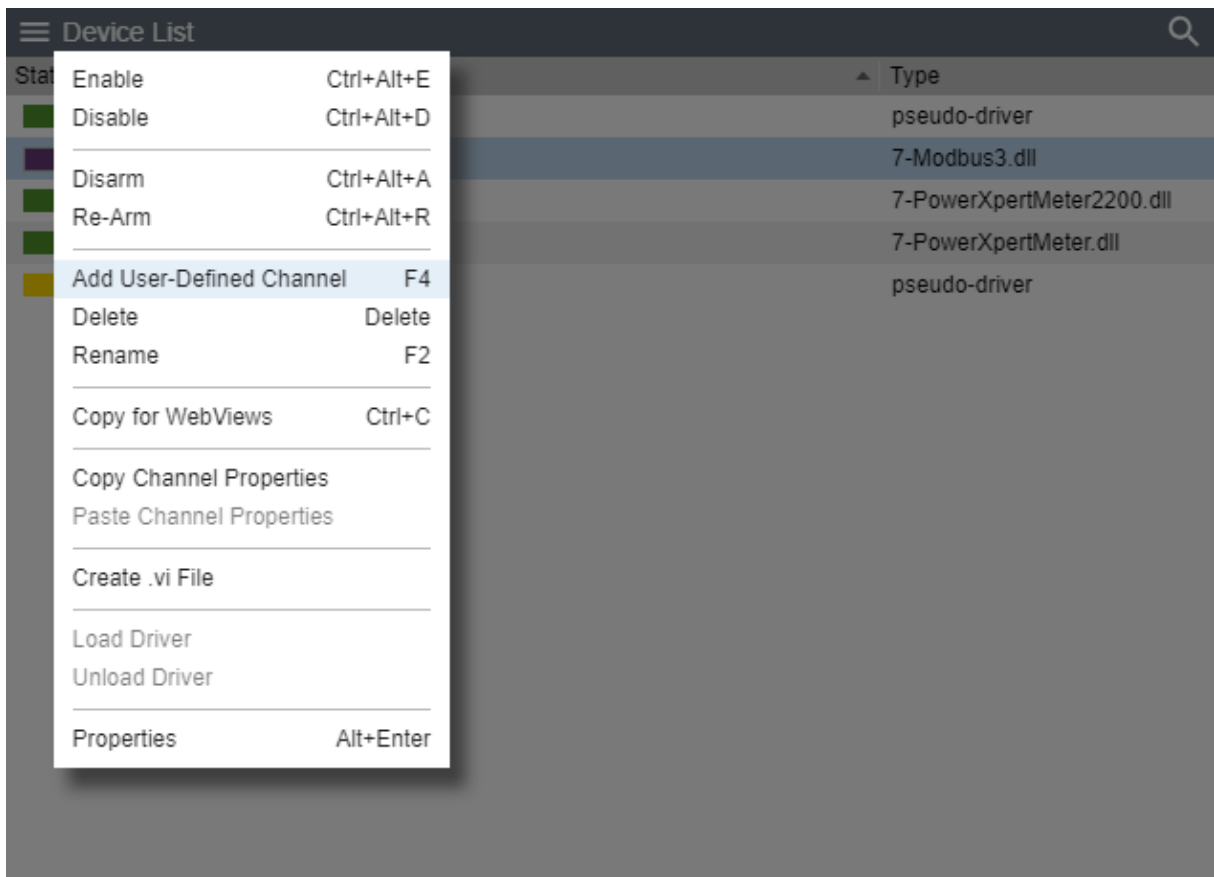 Device List
Stat
Type
Enable Ctrl+Alt+E
Disable Ctrl+Alt+D
Disarm Ctrl+Alt+A
Re-Arm Ctrl+Alt+R
Add User-Defined Channel F4
Delete Delete
Rename F2
Copy for WebViews Ctrl+C
Copy Channel Properties
Paste Channel Properties
Create .vi File
Load Driver
Unload Driver
Properties Alt+Enter
pseudo-driver
7-Modbus3.dll
7-PowerXpertMeter2200.dll
7-PowerXpertMeter.dll
pseudo-driver